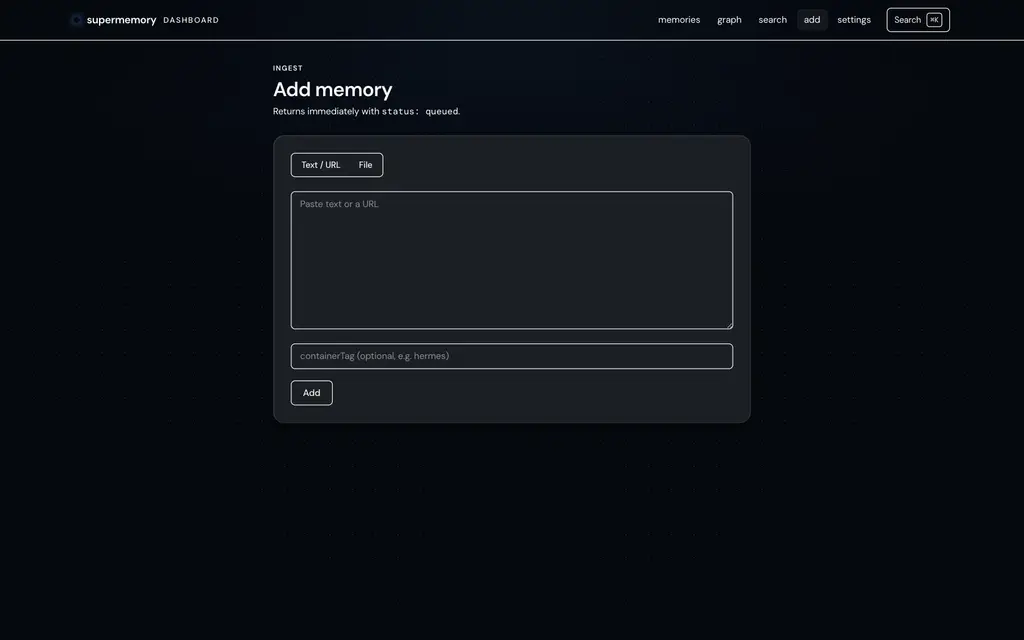 supermemory DASHBOARD memories graph search add settings Search ⌘K
INGEST
Add memory
Returns immediately with status: queued.
Text / URL File
Paste text or a URL
containerTag (optional, e.g. hermes)
Add